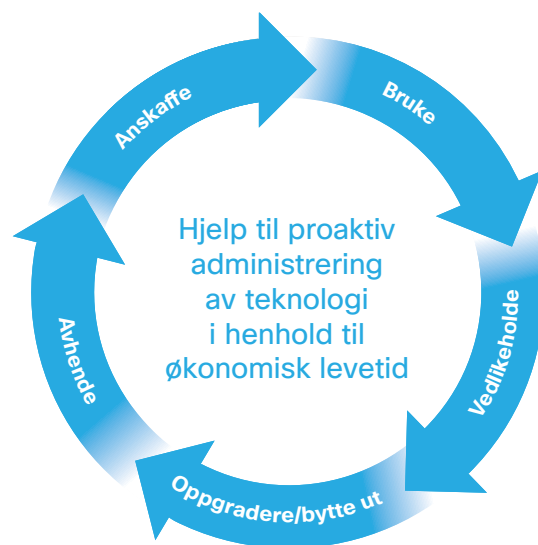 Anskaffe
Bruke
Vedlikeholde
Oppgradere/bytte ut
Avhende
Hjelp til proaktiv
administrering
av teknologi
i henhold til
økonomisk levetid